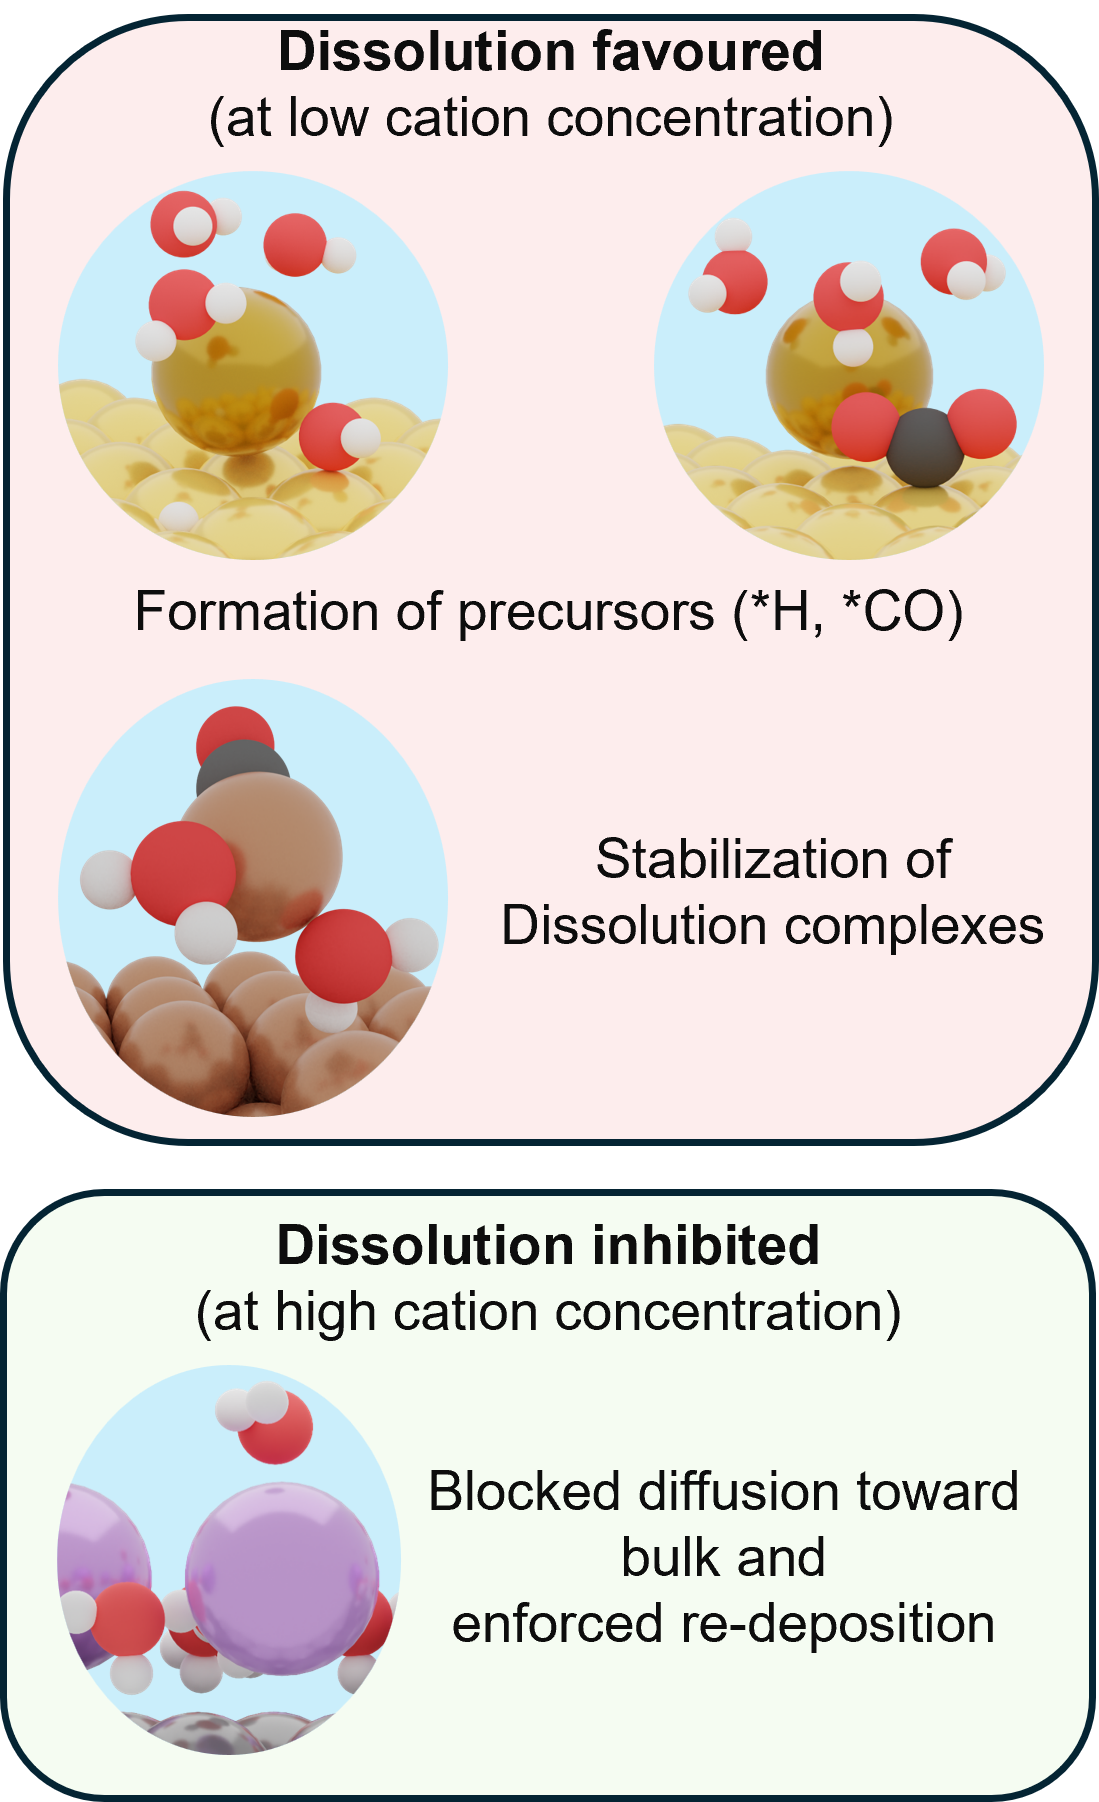 Dissolution favoured
(at low cation concentration)
Formation of precursors (*H, *CO)
Stabilization of
Dissolution complexes
Dissolution inhibited
(at high cation concentration)
Blocked diffusion toward
bulk and
enforced re-deposition